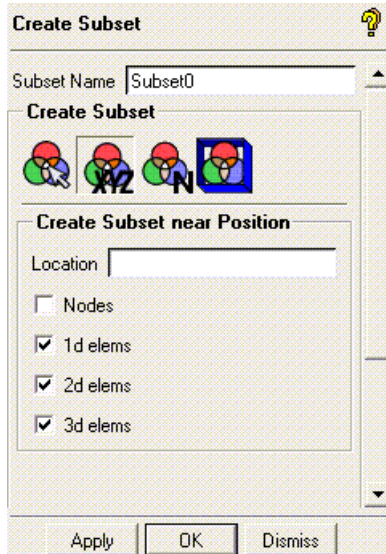 Create Subset
Subset Name Subset0
Create Subset
XYZ N
Create Subset near Position
Location
Nodes
1d elems
2d elems
3d elems
Apply OK Dismiss